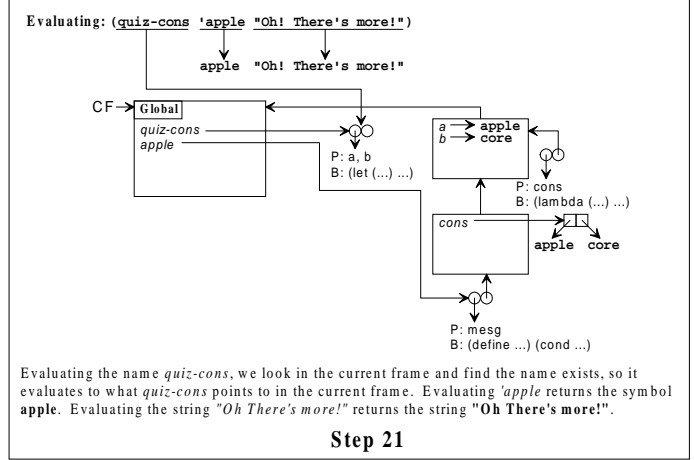 Evaluating: (quiz-cons 'apple "Oh! There's more!")
apple "Oh! There's more!"
CF
Global
quiz-cons
apple
P: a, b
B: (let (...) ...)
a apple
b core
P: cons
B: (lambda (...) ...)
cons
apple core
P: mesg
B: (define ...) (cond ...)
Evaluating the name quiz-cons, we look in the current frame and find the name exists, so it
evaluates to what quiz-cons points to in the current frame. Evaluating 'apple returns the symbol
apple. Evaluating the string "Oh There's more!" returns the string "Oh There's more!".
Step 21